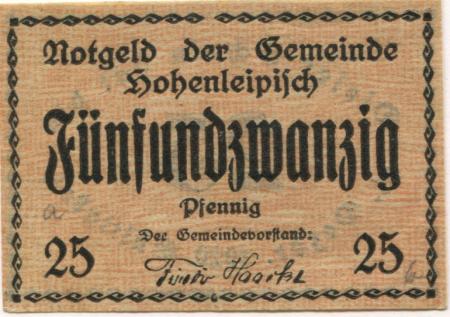 Notgeld der Gemeinde
Hohenleipisch
Fünfundzwanzig
Pfennig
Der Gemeindevorstand:
25 25
a b